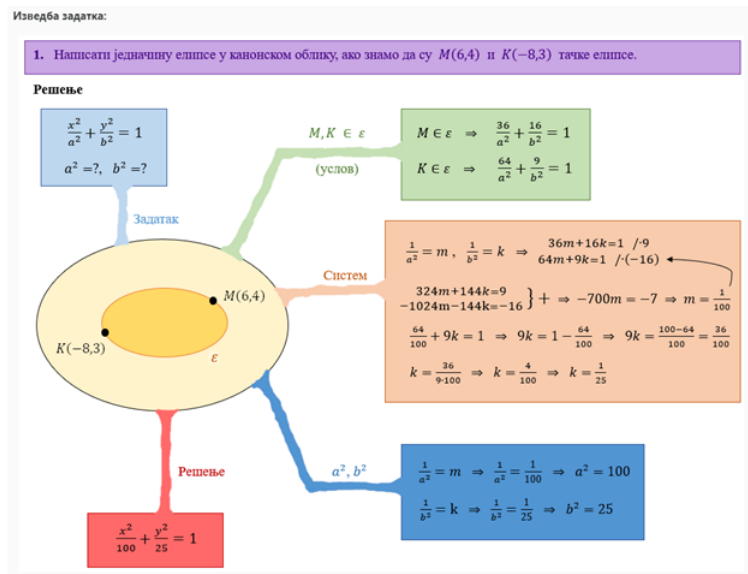 Изведба задатка:
1. Написати једначину елипсе у канонском облику, ако знамо да су M(6,4) и K(−8,3) тачке елипсе.
Решење
x²/a² + y²/b² = 1
a² =?, b² =?
Задатак
M, K ∈ ε
(услов)
M ∈ ε ⇒ 36/a² + 16/b² = 1
K ∈ ε ⇒ 64/a² + 9/b² = 1
Систем
1/a² = m , 1/b² = k ⇒ 36m+16k=1 /·9
64m+9k=1 /·(−16)
324m+144k=9
−1024m−144k=−16 } + ⇒ −700m = −7 ⇒ m = 1/100
64/100 + 9k = 1 ⇒ 9k = 1 − 64/100 ⇒ 9k = 100−64/100 = 36/100
k = 36/9·100 ⇒ k = 4/100 ⇒ k = 1/25
M(6,4)
K(−8,3)
ε
a², b²
1/a² = m ⇒ 1/a² = 1/100 ⇒ a² = 100
1/b² = k ⇒ 1/b² = 1/25 ⇒ b² = 25
Решење
x²/100 + y²/25 = 1